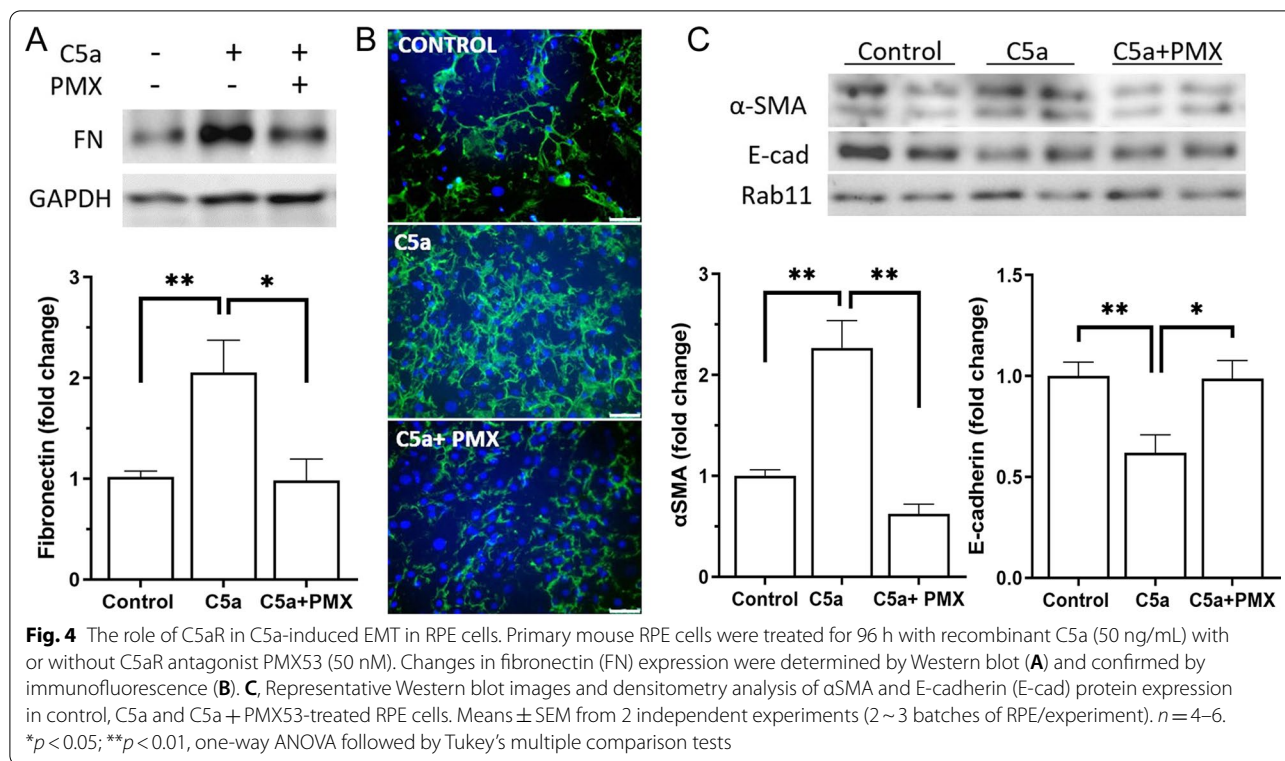 A
C5a - + +
PMX - - +
FN
GAPDH
** *
Fibronectin (fold change)
3
2
1
0
Control C5a C5a+PMX
B
CONTROL
C5a
C5a+ PMX
C
Control C5a C5a+PMX
α-SMA
E-cad
Rab11
** **
αSMA (fold change)
3
2
1
0
Control C5a C5a+ PMX
** *
E-cadherin (fold change)
1.5
1.0
0.5
0.0
Control C5a C5a+PMX
Fig. 4 The role of C5aR in C5a-induced EMT in RPE cells. Primary mouse RPE cells were treated for 96 h with recombinant C5a (50 ng/mL) with
or without C5aR antagonist PMX53 (50 nM). Changes in fibronectin (FN) expression were determined by Western blot (A) and confirmed by
immunofluorescence (B). C, Representative Western blot images and densitometry analysis of αSMA and E-cadherin (E-cad) protein expression
in control, C5a and C5a + PMX53-treated RPE cells. Means ± SEM from 2 independent experiments (2 ~ 3 batches of RPE/experiment). n = 4–6.
*p < 0.05; **p < 0.01, one-way ANOVA followed by Tukey's multiple comparison tests